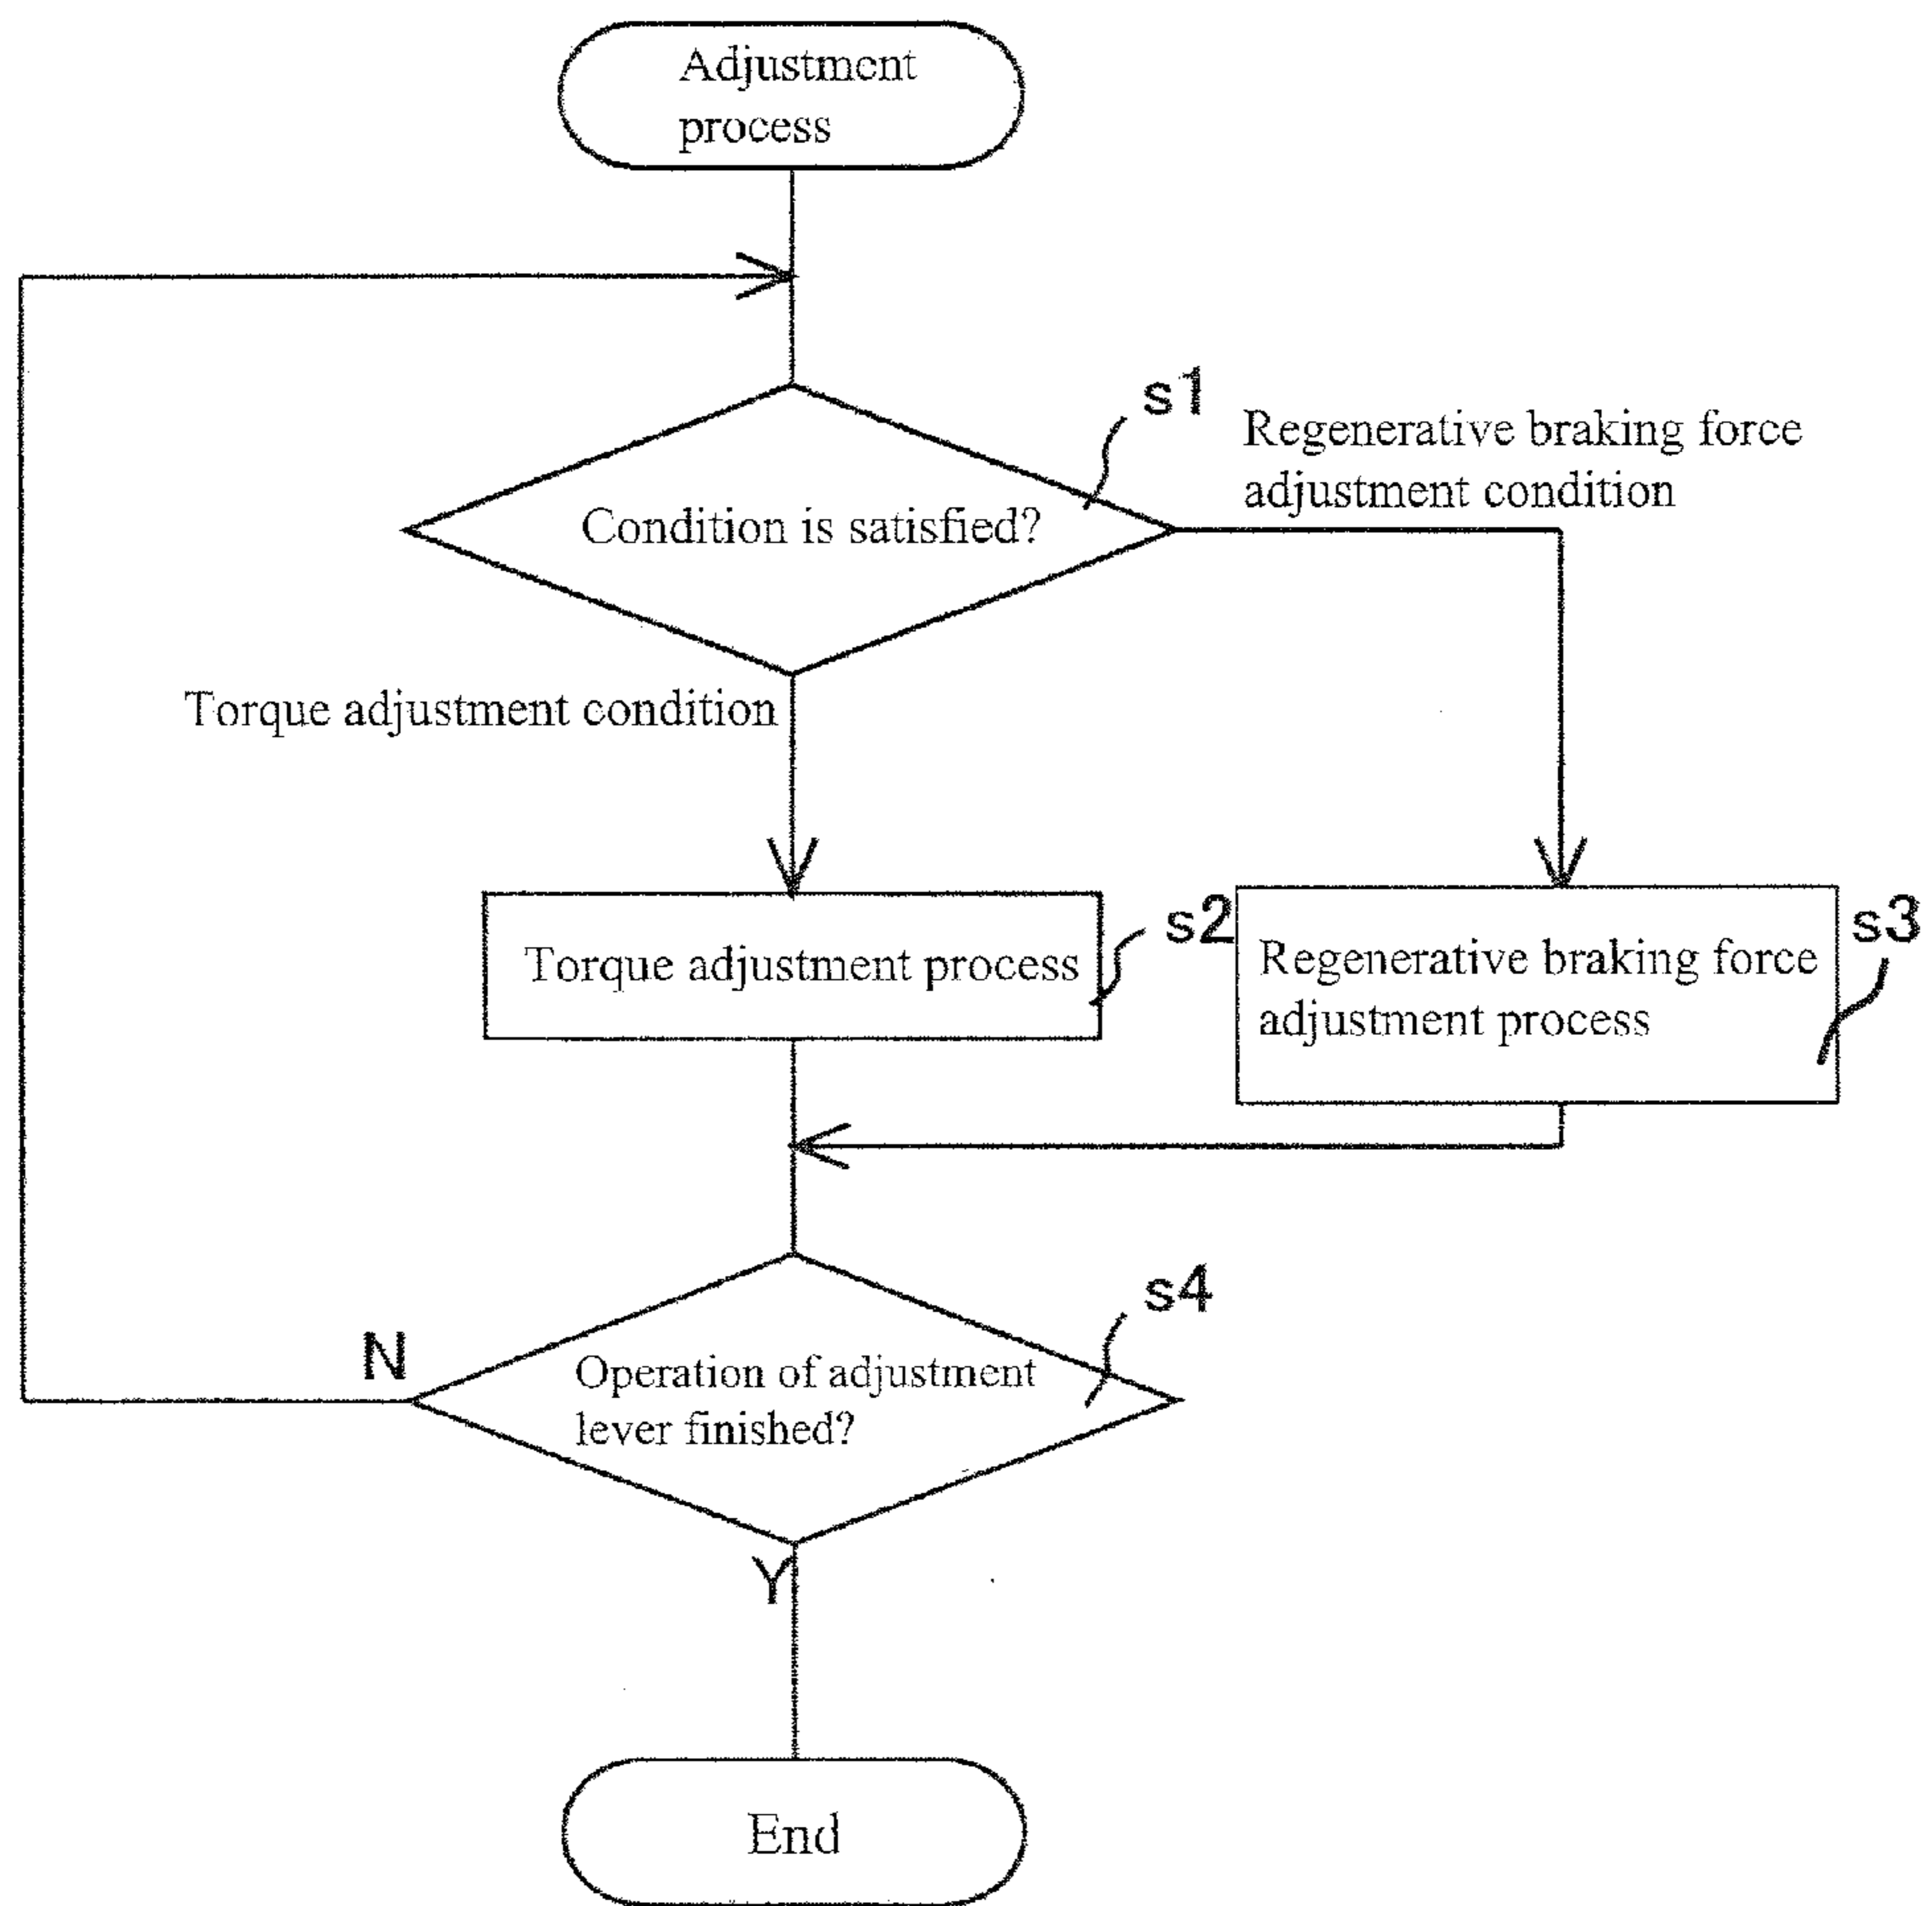 Adjustment
process
s1
Regenerative braking force
adjustment condition
Condition is satisfied?
Torque adjustment condition
s2
Torque adjustment process
s3
Regenerative braking force
adjustment process
s4
N
Operation of adjustment
lever finished?
Y
End